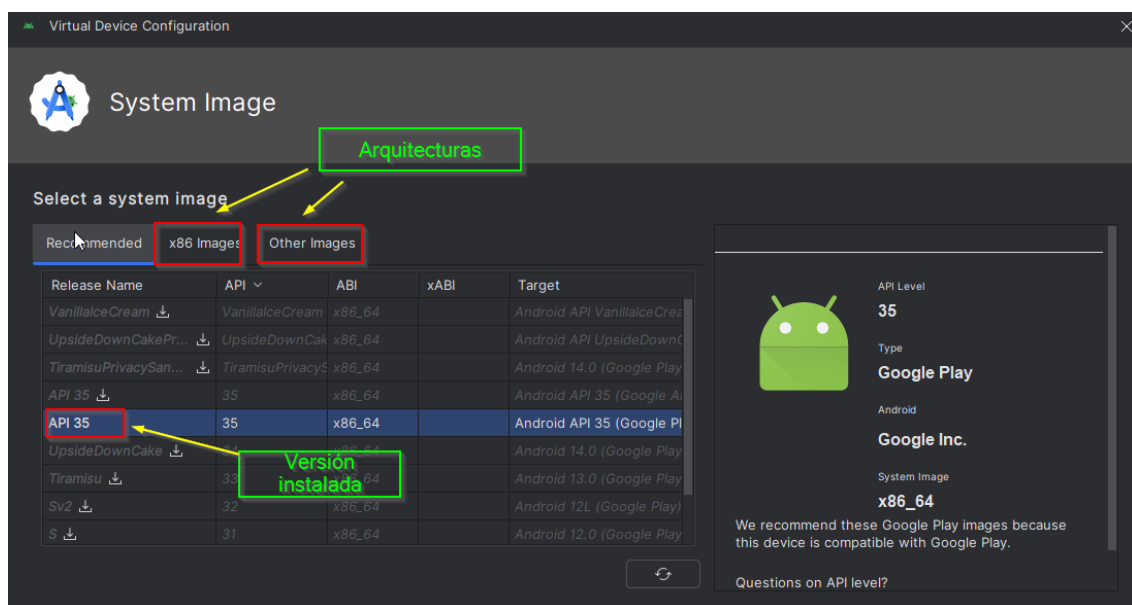 Virtual Device Configuration
System Image
Arquitecturas
Select a system image
Recommended x86 Images Other Images
Release Name API ABI xABI Target
VanillaIceCream VanillaIceCream x86_64 Android API VanillaIceCrea
UpsideDownCakePr... UpsideDownCak x86_64 Android API UpsideDownC
TiramisuPrivacySan... TiramisuPrivacyS x86_64 Android 14.0 (Google Play
API 35 35 x86_64 Android API 35 (Google A
API 35 35 x86_64 Android API 35 (Google Pl
UpsideDownCake Android 14.0 (Google Play
Tiramisu 33 Android 13.0 (Google Play
Versión
instalada
Sv2 32 x86_64 Android 12L (Google Play)
S 31 x86_64 Android 12.0 (Google Play
API Level
35
Type
Google Play
Android
Google Inc.
System Image
x86_64
We recommend these Google Play images because
this device is compatible with Google Play.
Questions on API level?